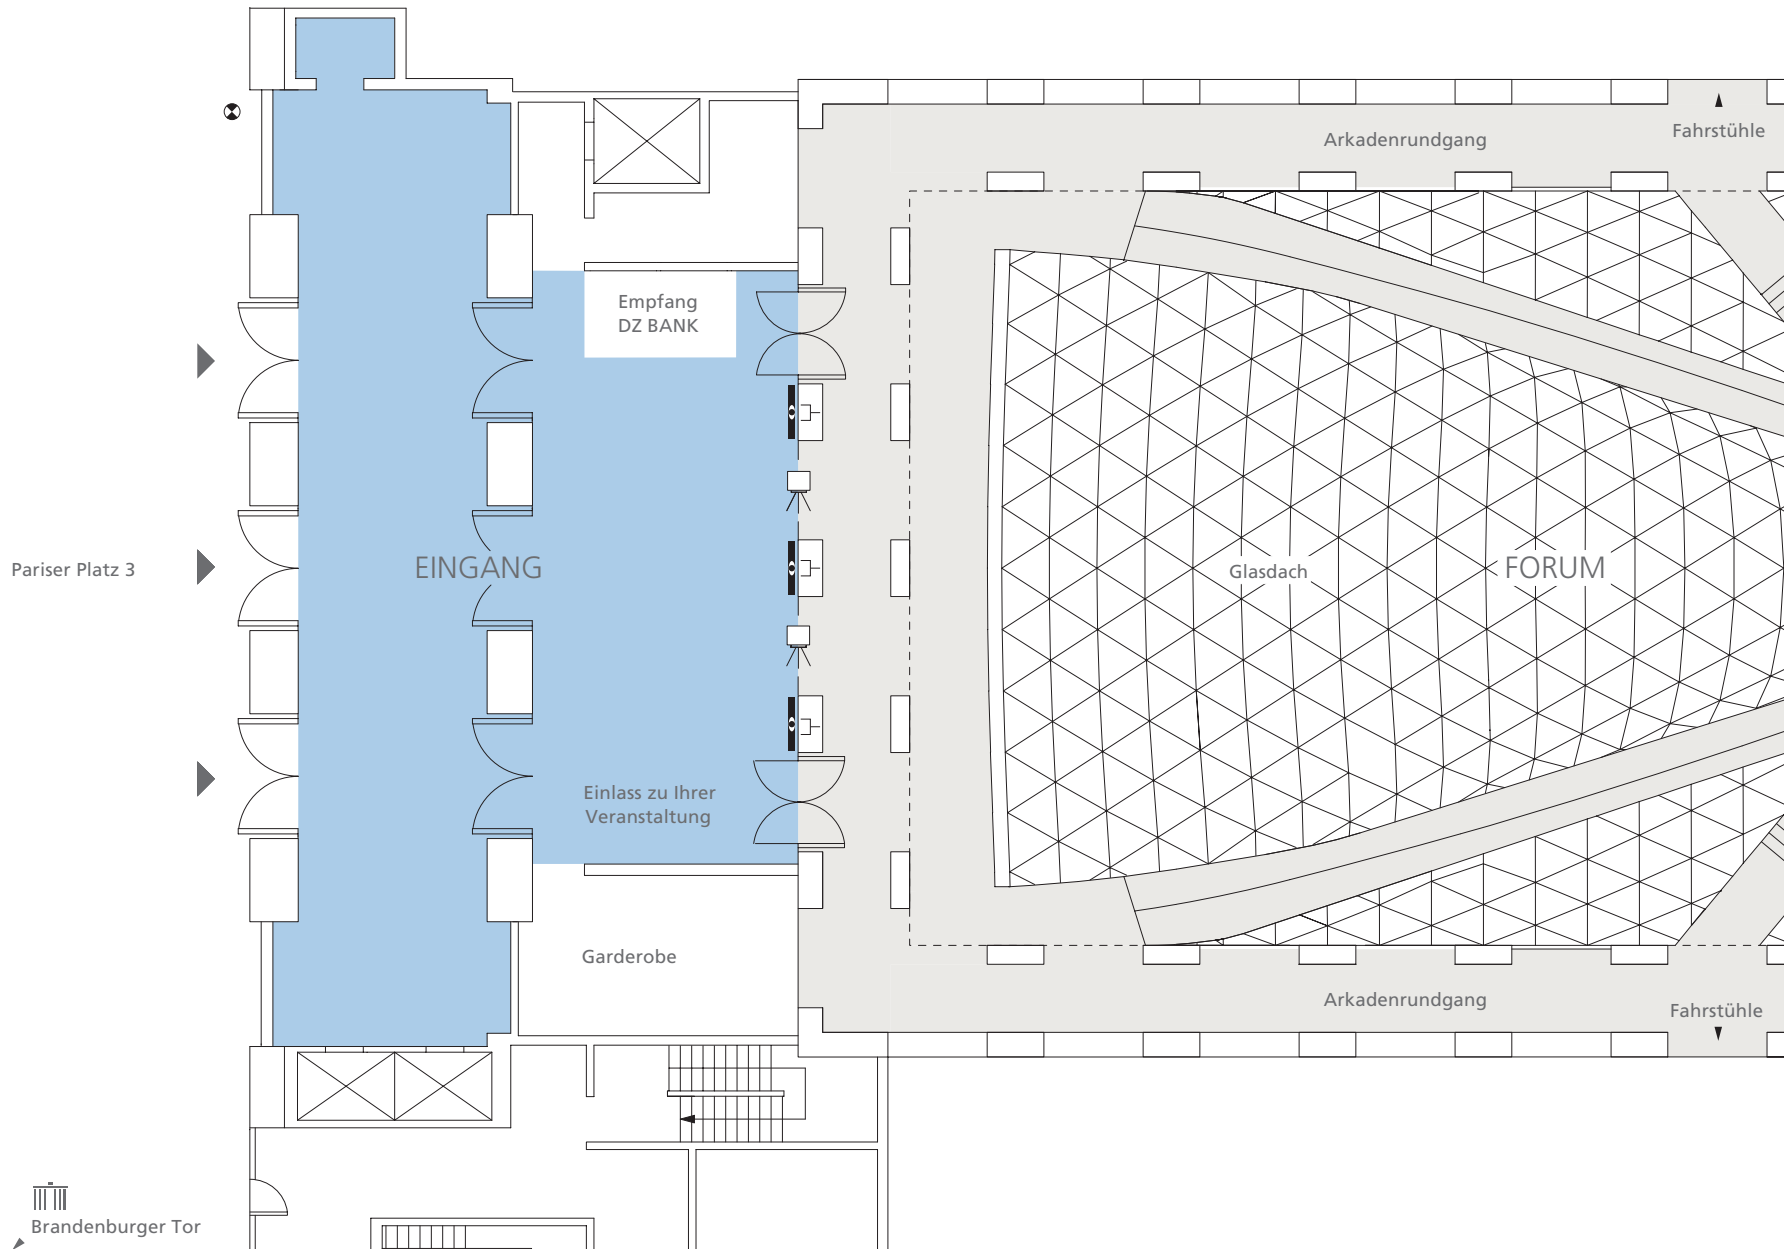 Arkadenrundgang
Fahrstühle
Empfang
DZ BANK
Pariser Platz 3
EINGANG
Glasdach
FORUM
Einlass zu Ihrer
Veranstaltung
Garderobe
Arkadenrundgang
Fahrstühle
Brandenburger Tor